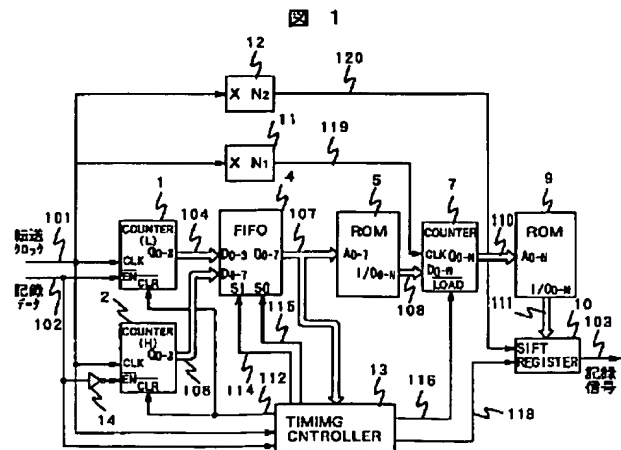 図 1
12
120
X N2
11
119
X N1
1
4
5
7
9
転送
クロック
101
COUNTER
(L)
Q0-3
CLK
EN
CLR
104
FIFO
D0-3 Q0-7
D4-7
SI SO
107
ROM
A0-7
I/O0-N
108
COUNTER
CLK Q0-N
D0-N
LOAD
110
ROM
A0-N
I/O0-M
111
記録
データ
102
2
COUNTER
(H)
Q0-3
CLK
EN
CLR
106
14
115
114
112
13
TIMIMG
CNTROLLER
116
118
10
SIFT
REGISTER
103
記録
信号